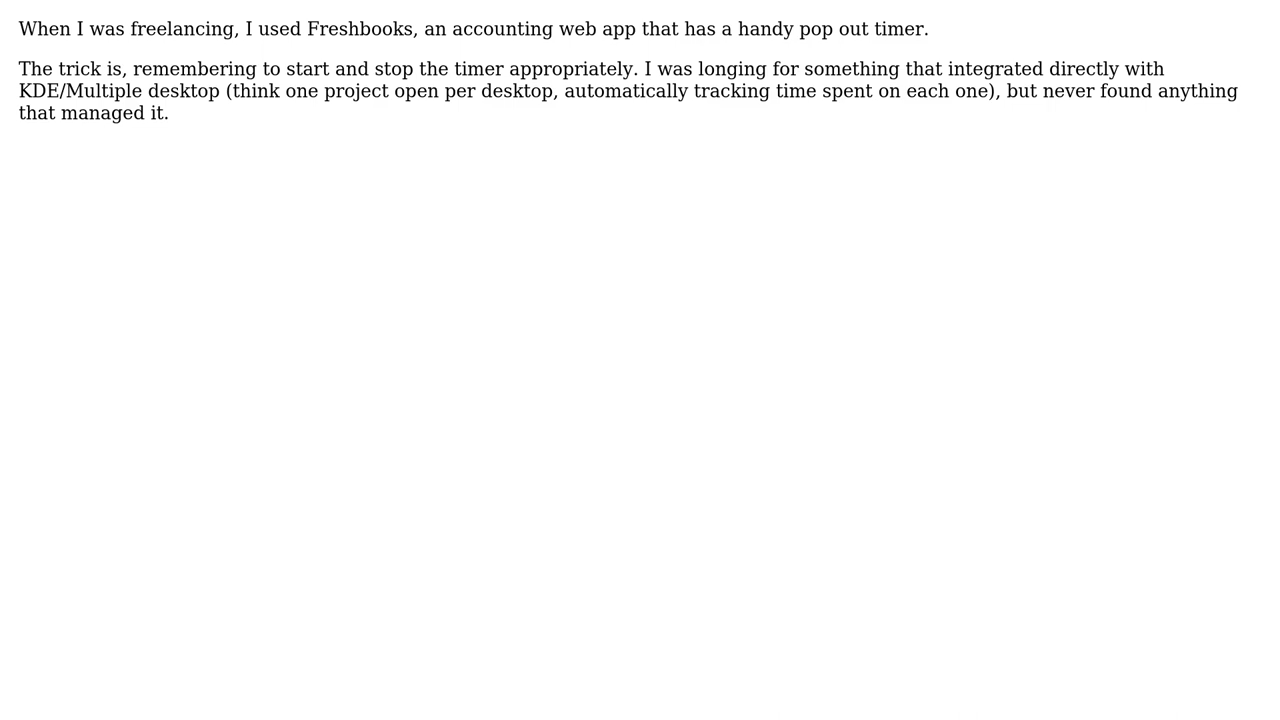 When I was freelancing, I used Freshbooks, an accounting web app that has a handy pop out timer.
The trick is, remembering to start and stop the timer appropriately. I was longing for something that integrated directly with
KDE/Multiple desktop (think one project open per desktop, automatically tracking time spent on each one), but never found anything
that managed it.